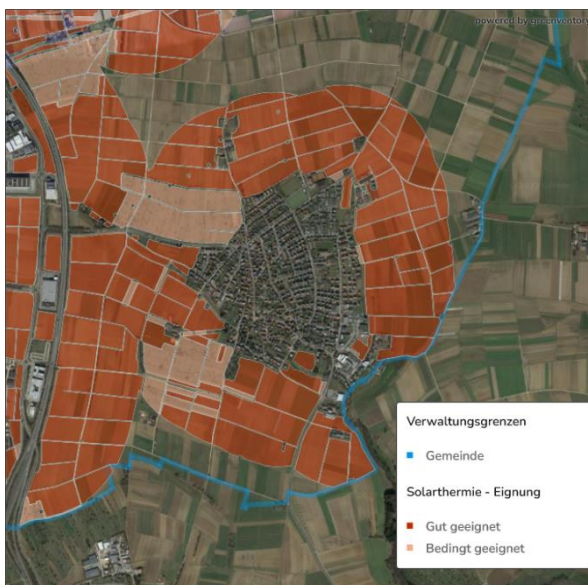 powered by greenventory
Verwaltungsgrenzen
Gemeinde
Solarthermie - Eignung
Gut geeignet
Bedingt geeignet